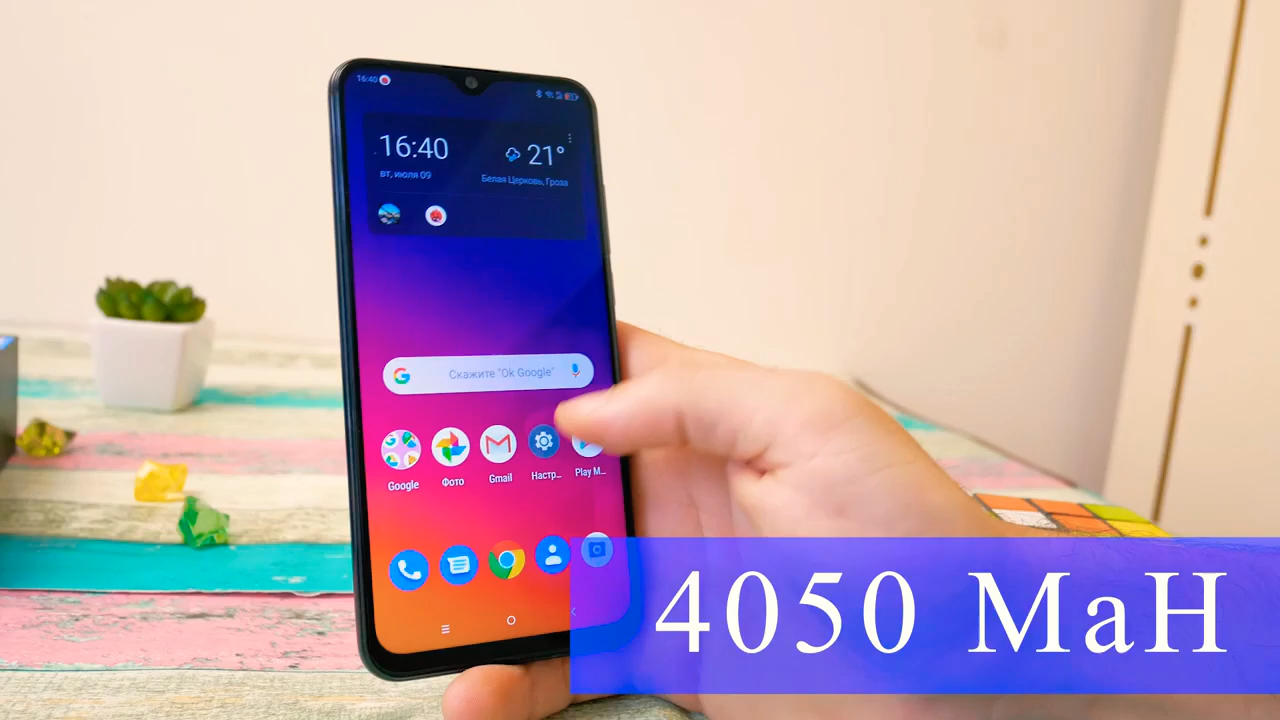 16:40
16:40
21°
вт, июля 09
Белая Церковь, Гроза
Скажите "Ok Google"
Google
Фото
Gmail
Настр...
Play М...
4050 МаН